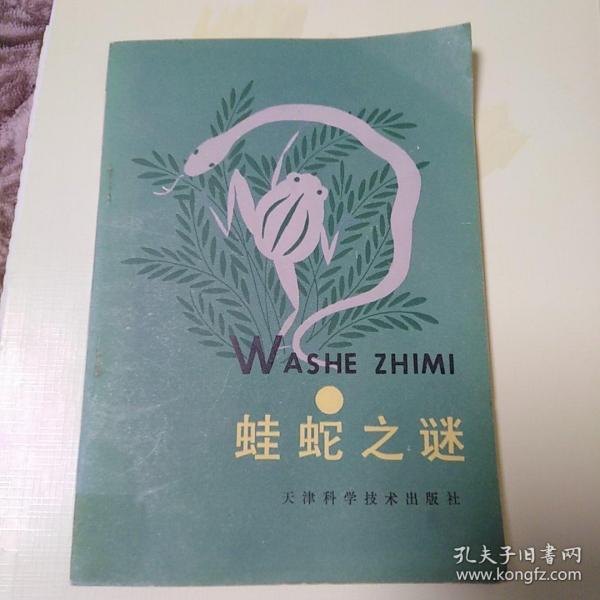 WASHE ZHIMI
蛙蛇之谜
天津科学技术出版社
孔夫子旧书网
www.kongfz.com